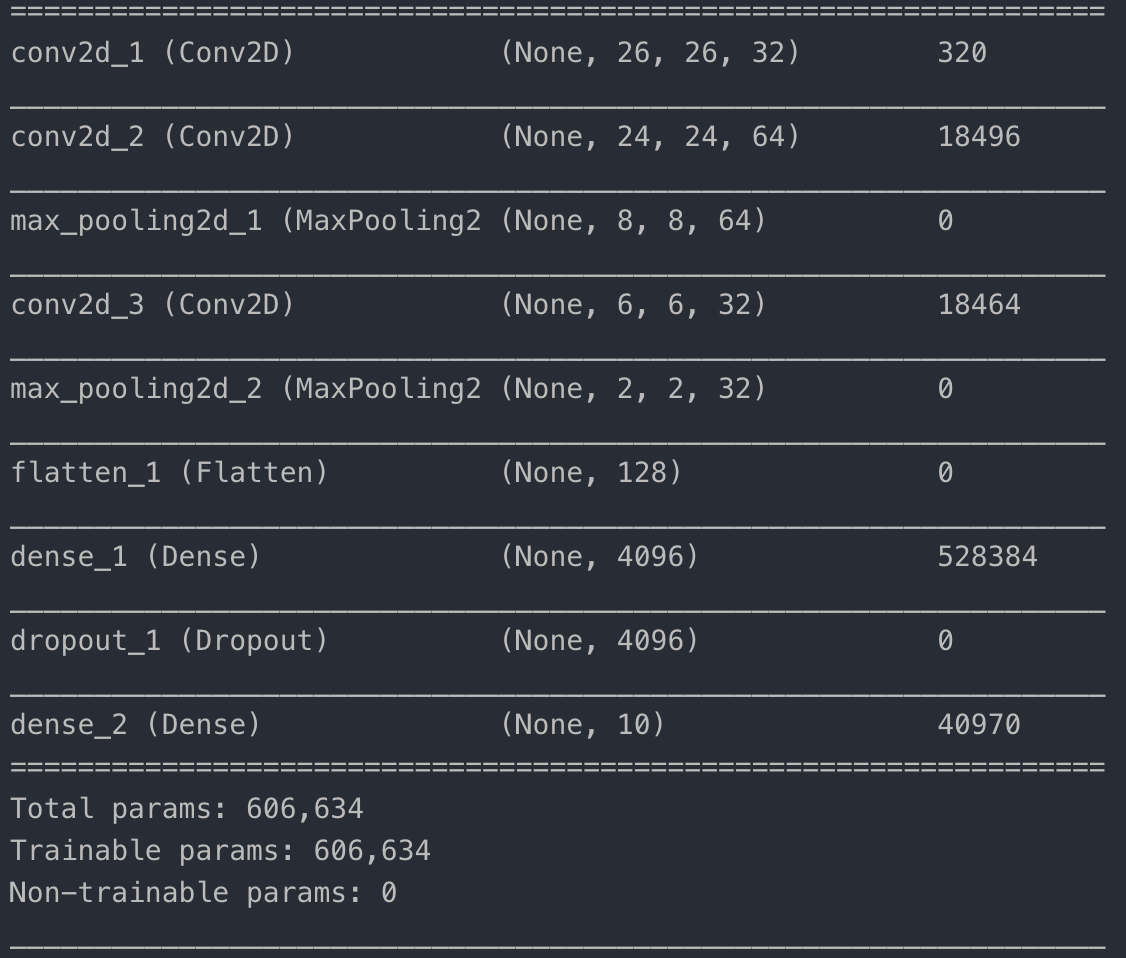 =================================================================
conv2d_1 (Conv2D)            (None, 26, 26, 32)        320
_________________________________________________________________
conv2d_2 (Conv2D)            (None, 24, 24, 64)        18496
_________________________________________________________________
max_pooling2d_1 (MaxPooling2 (None, 8, 8, 64)          0
_________________________________________________________________
conv2d_3 (Conv2D)            (None, 6, 6, 32)          18464
_________________________________________________________________
max_pooling2d_2 (MaxPooling2 (None, 2, 2, 32)          0
_________________________________________________________________
flatten_1 (Flatten)          (None, 128)               0
_________________________________________________________________
dense_1 (Dense)              (None, 4096)              528384
_________________________________________________________________
dropout_1 (Dropout)          (None, 4096)              0
_________________________________________________________________
dense_2 (Dense)              (None, 10)                40970
=================================================================
Total params: 606,634
Trainable params: 606,634
Non-trainable params: 0
_________________________________________________________________